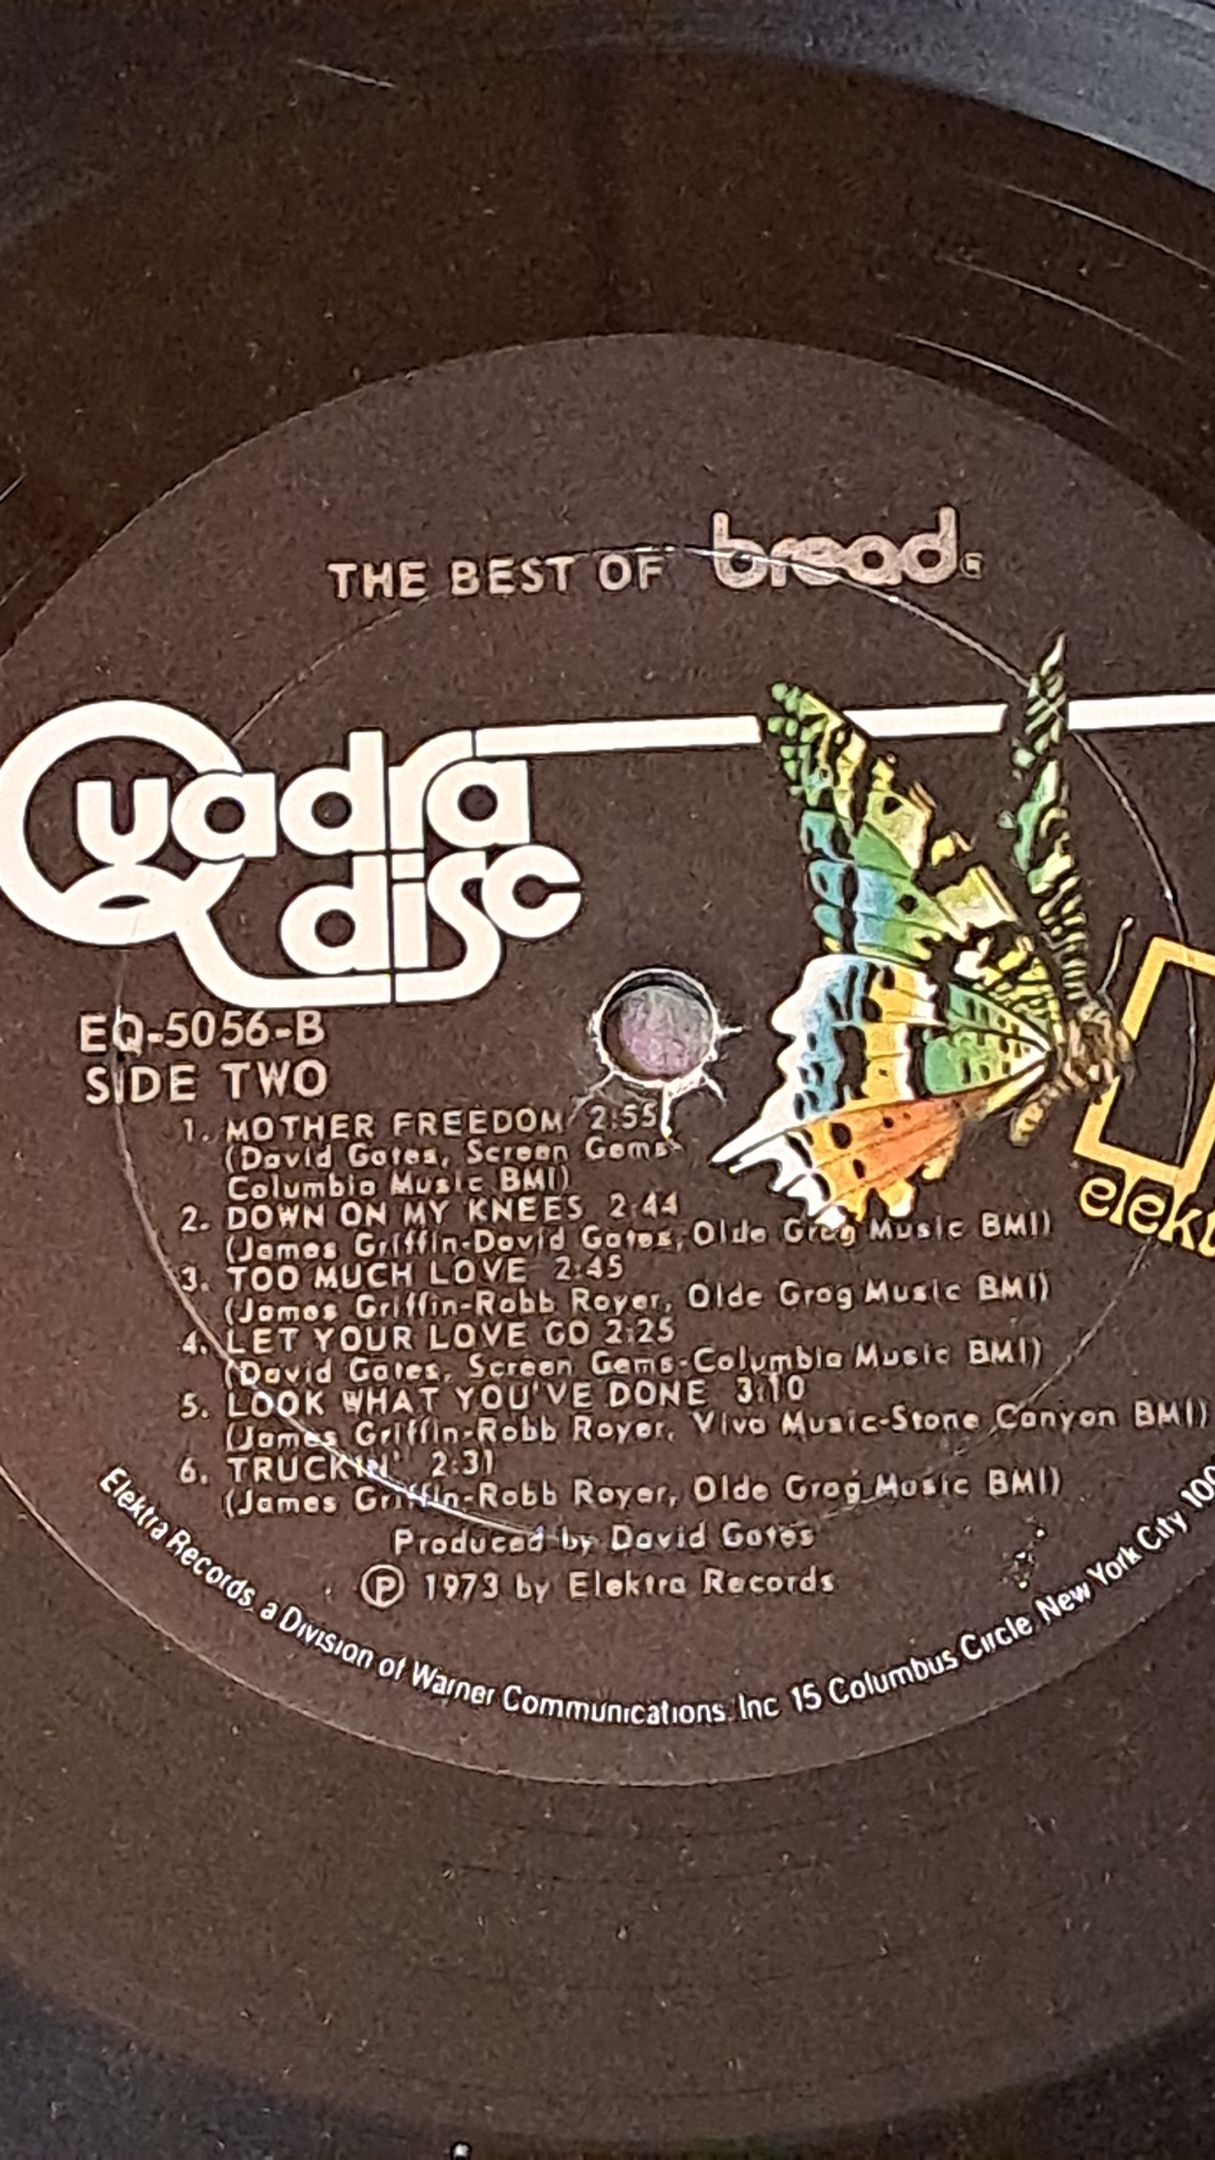 THE BEST OF bread
Quadra
disc
EQ-5056-B
SIDE TWO
elek
1. MOTHER FREEDOM 2:55
(David Gates, Screen Gems-
Columbia Music BMI)
2. DOWN ON MY KNEES 2:44
(James Griffin-David Gates, Olde Grog Music BMI)
3. TOO MUCH LOVE 2:45
(James Griffin-Robb Royer, Olde Grog Music BMI)
4. LET YOUR LOVE GO 2:25
(David Gates, Screen Gems-Columbia Music BMI)
5. LOOK WHAT YOU'VE DONE 3:10
(James Griffin-Robb Royer, Viva Music-Stone Canyon BMI)
6. TRUCKIN' 2:31
(James Griffin-Robb Royer, Olde Grog Music BMI)
Produced by David Gates
Ⓟ 1973 by Elektra Records
Elektra Records, a Division of Warner Communications, Inc 15 Columbus Circle New York City 100